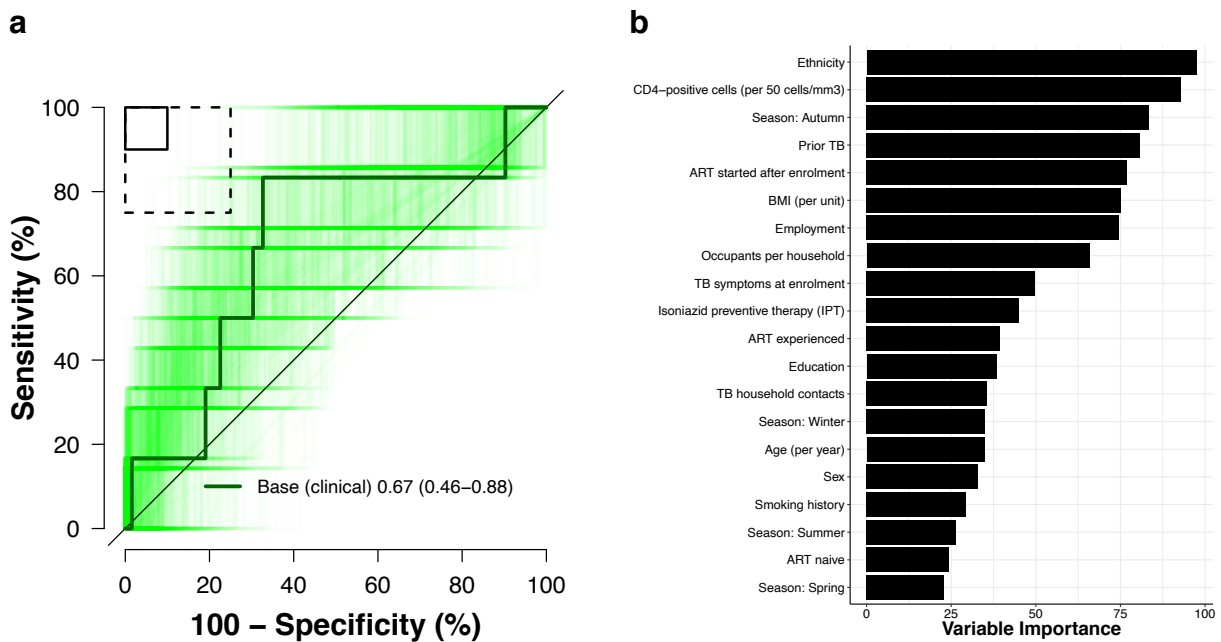 a
100
80
60
40
20
0
Sensitivity (%)
Base (clinical) 0.67 (0.46−0.88)
0 20 40 60 80 100
100 − Specificity (%)
b
Ethnicity
CD4−positive cells (per 50 cells/mm3)
Season: Autumn
Prior TB
ART started after enrolment
BMI (per unit)
Employment
Occupants per household
TB symptoms at enrolment
Isoniazid preventive therapy (IPT)
ART experienced
Education
TB household contacts
Season: Winter
Age (per year)
Sex
Smoking history
Season: Summer
ART naive
Season: Spring
0 25 50 75 100
Variable Importance